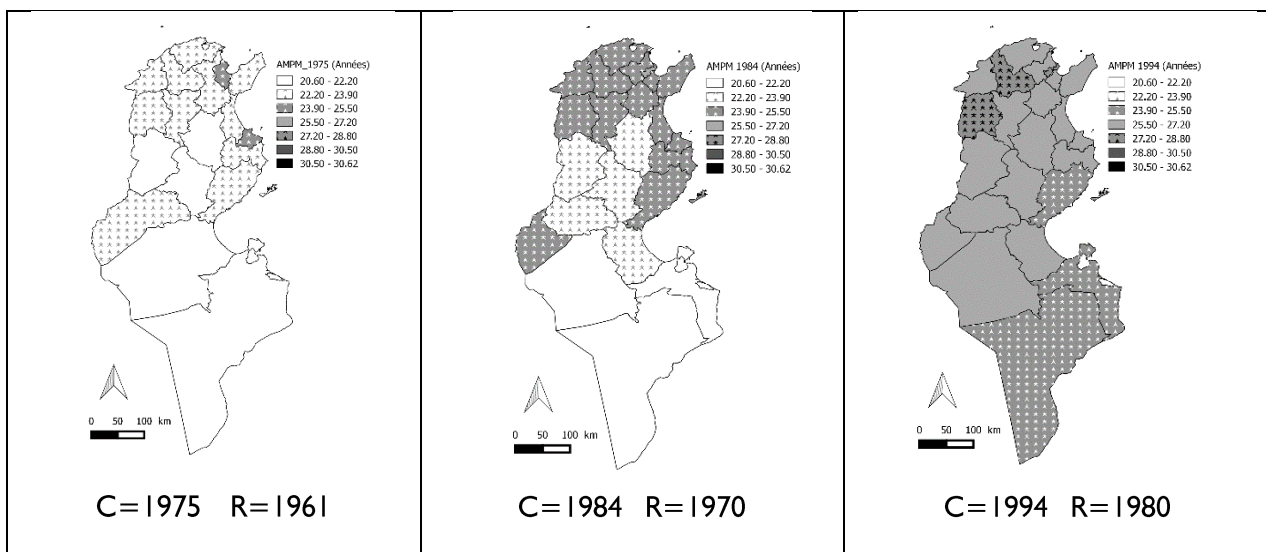 AMPM_1975 (Années)
20.60 - 22.20
22.20 - 23.90
23.90 - 25.50
25.50 - 27.20
27.20 - 28.80
28.80 - 30.50
30.50 - 30.62
0 50 100 km
C=1975 R=1961
AMPM 1984 (Années)
20.60 - 22.20
22.20 - 23.90
23.90 - 25.50
25.50 - 27.20
27.20 - 28.80
28.80 - 30.50
30.50 - 30.62
0 50 100 km
C=1984 R=1970
AMPM 1994 (Années)
20.60 - 22.20
22.20 - 23.90
23.90 - 25.50
25.50 - 27.20
27.20 - 28.80
28.80 - 30.50
30.50 - 30.62
0 50 100 km
C=1994 R=1980